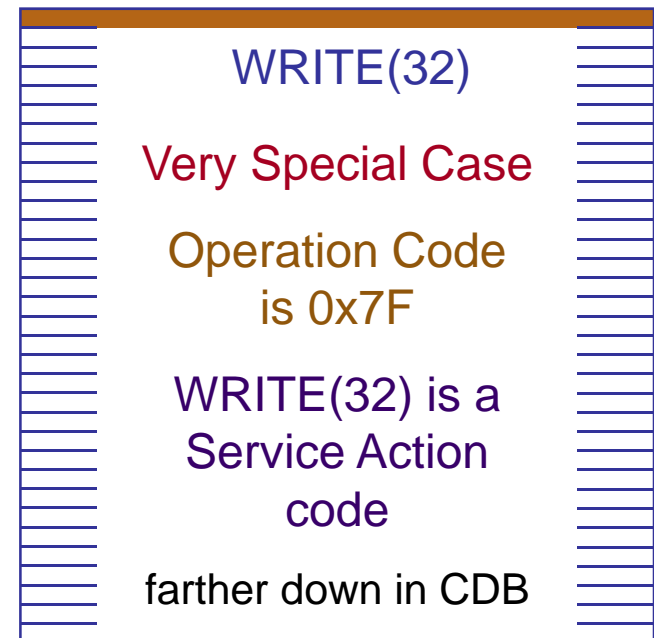 WRITE(32)
Very Special Case
Operation Code
is 0x7F
WRITE(32) is a
Service Action
code
farther down in CDB